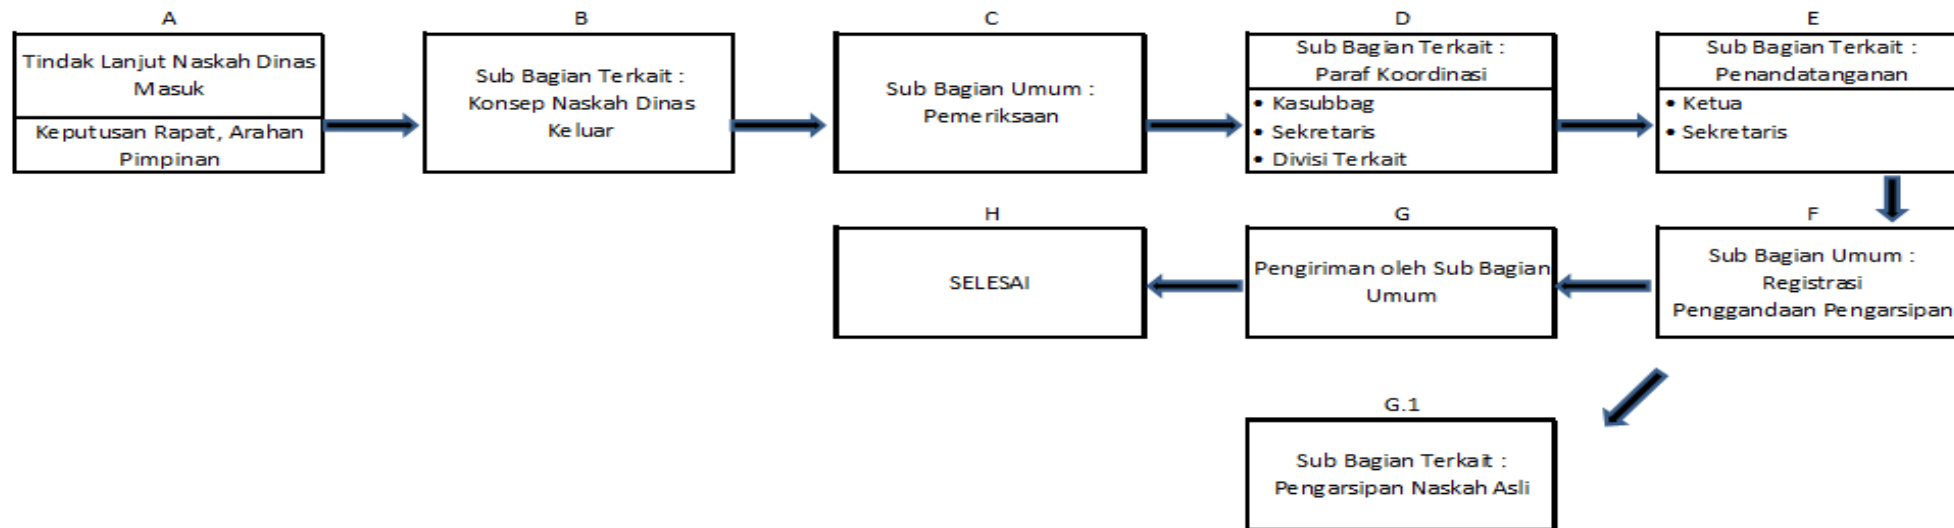 A
Tindak Lanjut Naskah Dinas
Masuk
Keputusan Rapat, Arahan
Pimpinan
B
Sub Bagian Terkait :
Konsep Naskah Dinas
Keluar
C
Sub Bagian Umum :
Pemeriksaan
D
Sub Bagian Terkait :
Paraf Koordinasi
• Kasubbag
• Sekretaris
• Divisi Terkait
E
Sub Bagian Terkait :
Penandatanganan
• Ketua
• Sekretaris
F
Sub Bagian Umum :
Registrasi
Penggandaan Pengarsipan
G
Pengiriman oleh Sub Bagian
Umum
H
SELESAI
G.1
Sub Bagian Terkait :
Pengarsipan Naskah Asli